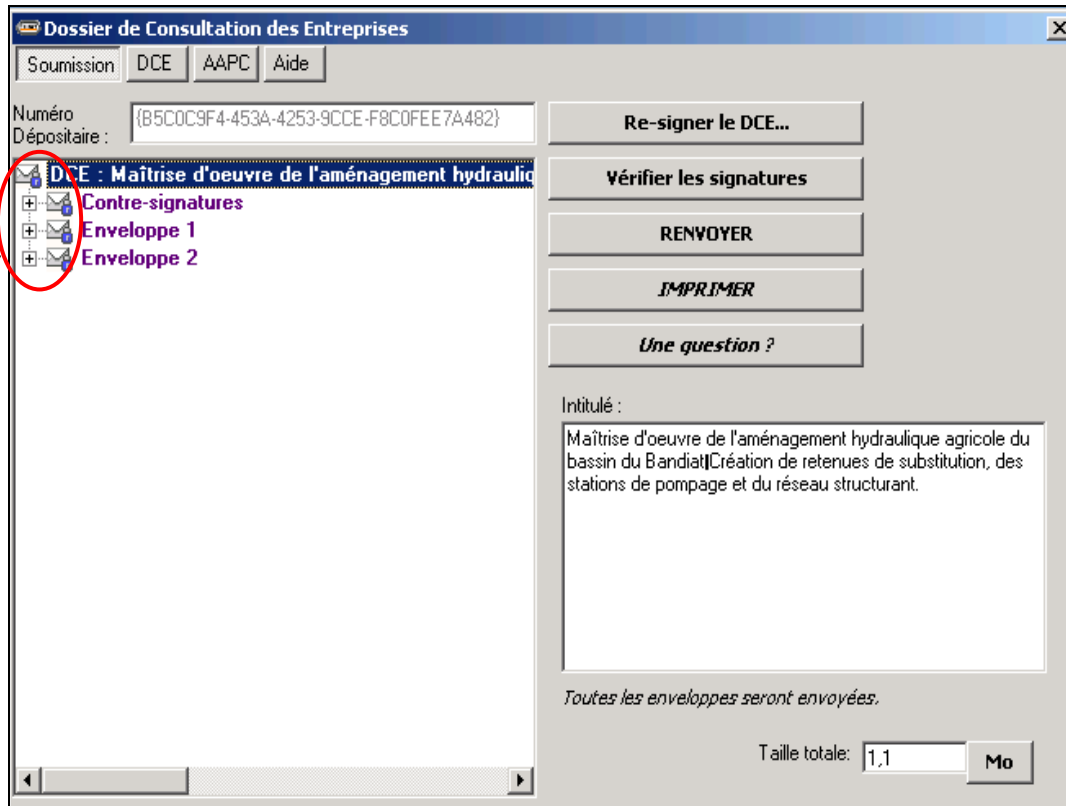 Dossier de Consultation des Entreprises
Soumission DCE AAPC Aide
Numéro
Dépositaire :
{B5C0C9F4-453A-4253-9CCE-F8C0FEE7A482}
DCE : Maîtrise d'oeuvre de l'aménagement hydrauliq
Contre-signatures
Enveloppe 1
Enveloppe 2
Re-signer le DCE...
Vérifier les signatures
RENVOYER
IMPRIMER
Une question ?
Intitulé :
Maîtrise d'oeuvre de l'aménagement hydraulique agricole du
bassin du Bandiat|Création de retenues de substitution, des
stations de pompage et du réseau structurant.
Toutes les enveloppes seront envoyées.
Taille totale: 1,1 Mo